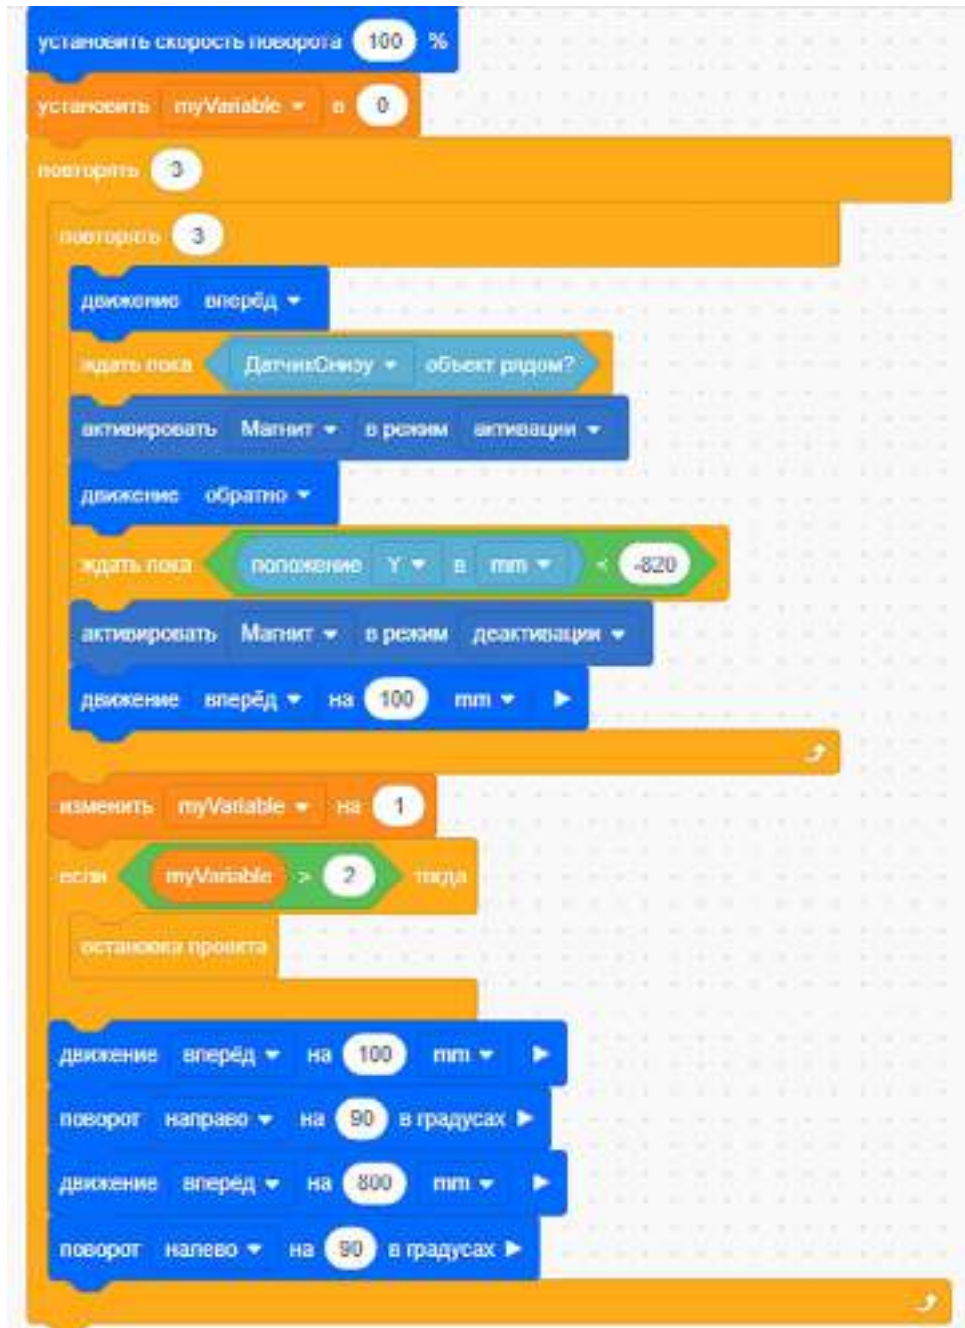 установить скорость поворота 100 %
установить myVariable в 0
повторять 3
повторять 3
движение вперёд
ждать пока ДатчикСнизу объект рядом?
активировать Магнит в режим активации
движение обратно
ждать пока положение Y в mm < -820
активировать Магнит в режим деактивации
движение вперёд на 100 mm
изменить myVariable на 1
если myVariable > 2 тогда
остановка проекта
движение вперёд на 100 mm
поворот направо на 90 в градусах
движение вперёд на 800 mm
поворот налево на 90 в градусах